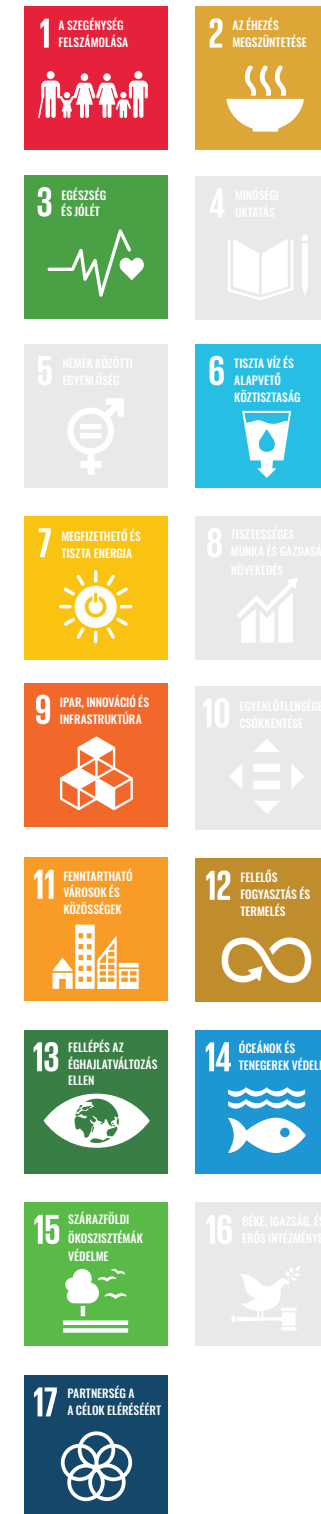 1 A SZEGÉNYSÉG
FELSZÁMOLÁSA
2 AZ ÉHEZÉS
MEGSZÜNTETÉSE
3 EGÉSZSÉG
ÉS JÓLÉT
4 MINŐSÉGI
OKTATÁS
5 NEMEK KÖZÖTTI
EGYENLŐSÉG
6 TISZTA VÍZ ÉS
ALAPVETŐ
KÖZTISZTASÁG
7 MEGFIZETHETŐ ÉS
TISZTA ENERGIA
8 TISZTESSÉGES
MUNKA ÉS GAZDASÁ
NÖVEKEDÉS
9 IPAR, INNOVÁCIÓ ÉS
INFRASTRUKTÚRA
10 EGYENLŐTLENSÉGE
CSÖKKENTÉSE
11 FENNTARTHATÓ
VÁROSOK ÉS
KÖZÖSSÉGEK
12 FELELŐS
FOGYASZTÁS ÉS
TERMELÉS
13 FELLÉPÉS AZ
ÉGHAJLATVÁLTOZÁS
ELLEN
14 ÓCEÁNOK ÉS
TENEGEREK VÉDEL
15 SZÁRAZFÖLDI
ÖKOSZISZTÉMÁK
VÉDELME
16 BÉKE, IGAZSÁG, ÉS
ERŐS INTÉZMÉNYE
17 PARTNERSÉG A
A CÉLOK ELÉRÉSÉÉRT